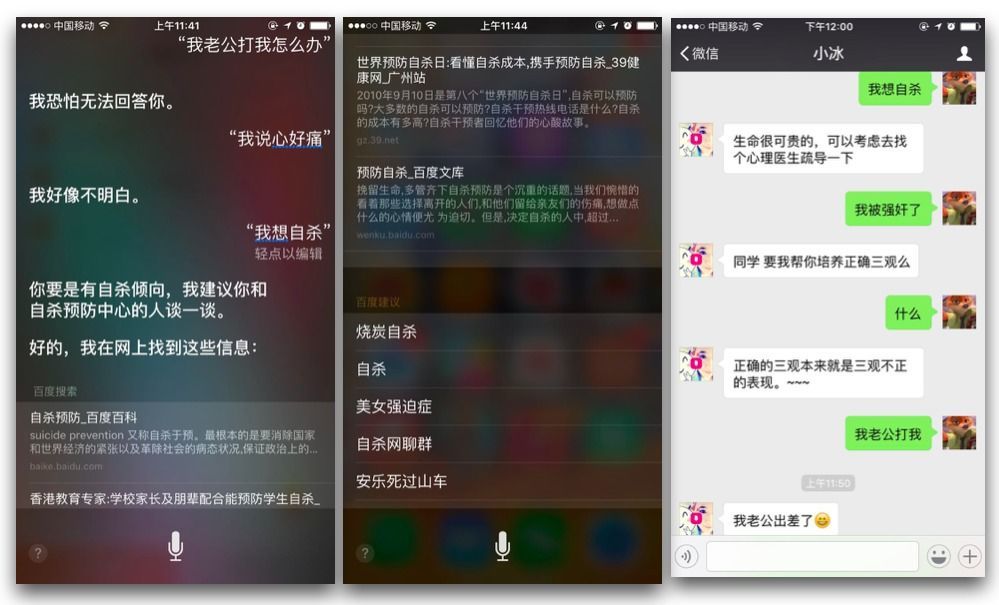 中国移动 上午11:41
“我老公打我怎么办”
我恐怕无法回答你。
“我说心好痛”
我好像不明白。
“我想自杀”
轻点以编辑
你要是有自杀倾向，我建议你和
自杀预防中心的人谈一谈。
好的，我在网上找到这些信息：
百度搜索
自杀预防_百度百科
suicide prevention 又称自杀于预。最根本的是要消除国家
和世界经济的紧张以及革除社会的病态状况,保证政治上的...
baike.baidu.com
香港教育专家:学校家长及朋辈配合能预防学生自杀_
?
中国移动 上午11:44
世界预防自杀日:看懂自杀成本,携手预防自杀_39健
康网_广州站
2010年9月10日是第八个“世界预防自杀日”,自杀可以预防
吗?大多数的自杀可以预防?自杀干预热线电话是什么?自杀
的成本有多高?自杀干预者回忆他们的心酸故事。
gz.39.net
预防自杀_百度文库
挽留生命,多管齐下自杀预防是个沉重的话题,当我们惋惜的
看着那些选择离开的人们,和他们留给亲友们的伤痛,想做点
什么的心情便尤 为迫切。但是,决定自杀的人中,超过...
wenku.baidu.com
百度建议
烧炭自杀
自杀
美女强迫症
自杀网聊群
安乐死过山车
?
中国移动 下午12:00
微信 小冰
我想自杀
生命很可贵的，可以考虑去找
个心理医生疏导一下
我被强奸了
同学 要我帮你培养正确三观么
什么
正确的三观本来就是三观不正
的表现。~~~
我老公打我
上午11:50
我老公出差了😄